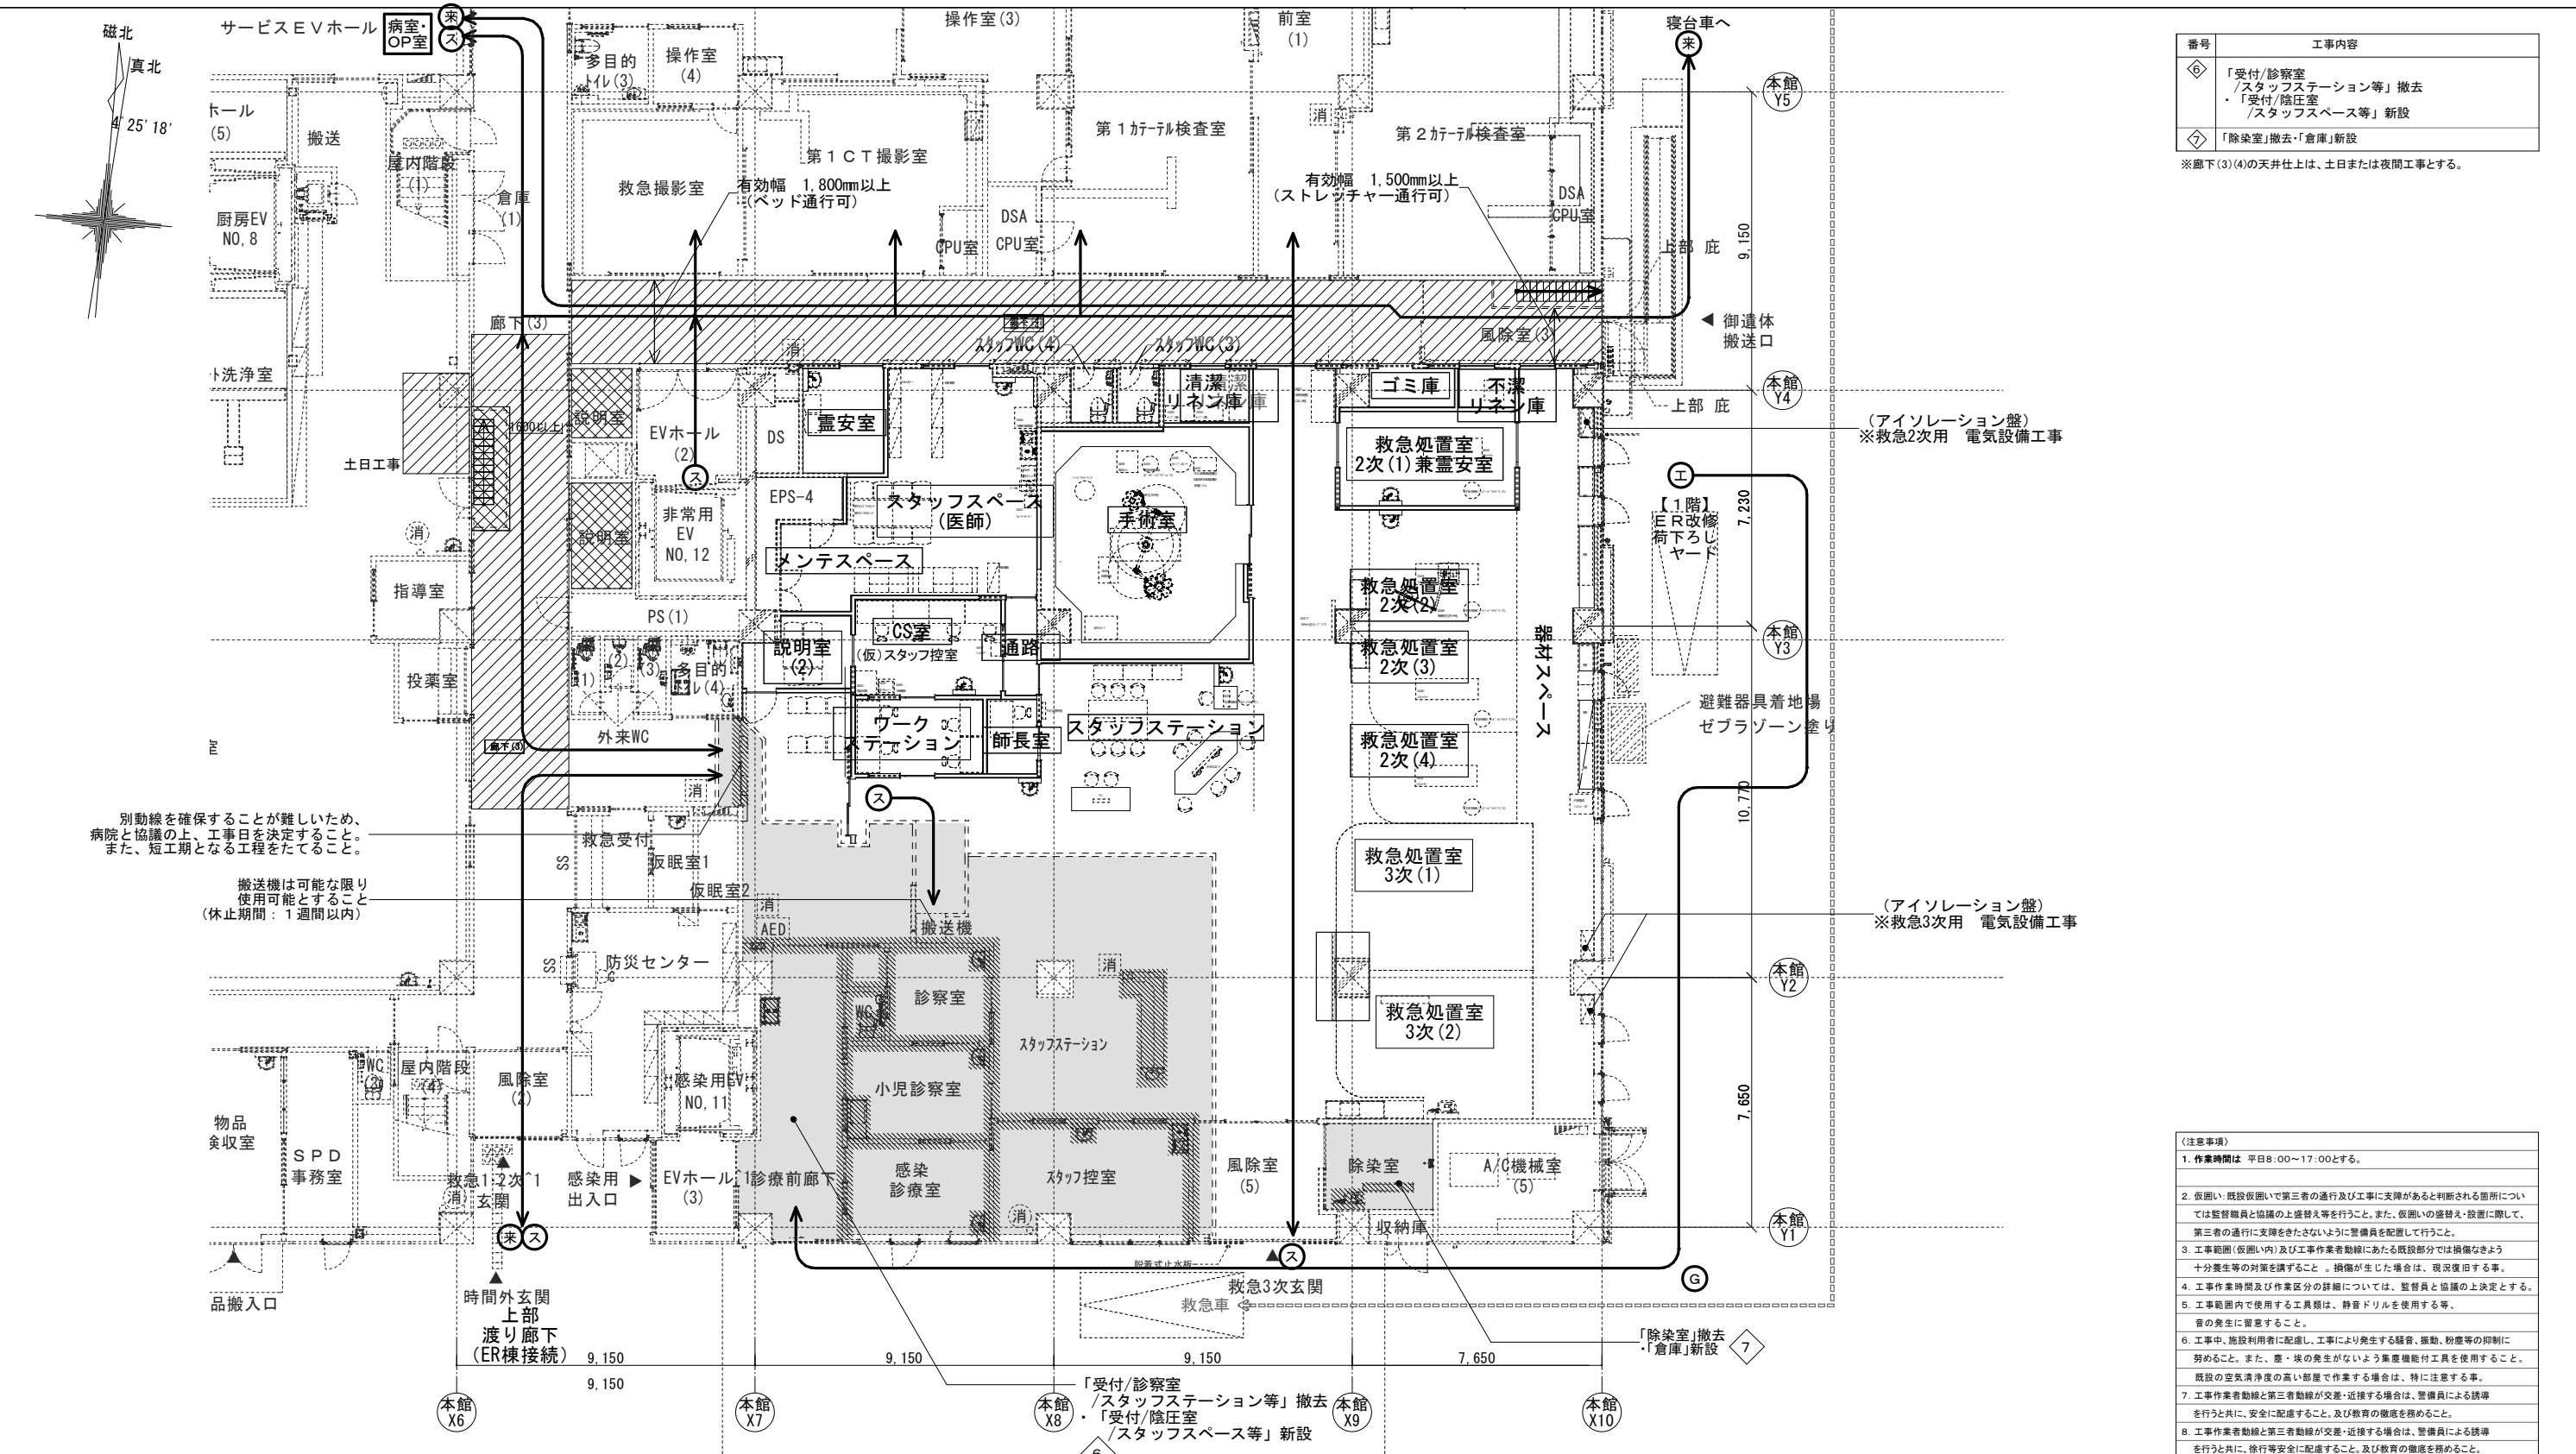 サービスＥＶホール
病室・
OP室
来
ス
磁北
真北
4°25'18'
ホール
(5)
搬送
屋内階段
(1)
倉庫
(1)
厨房EV
NO,8
多目的
ﾄｲﾚ(3)
操作室
(4)
操作室(3)
前室
(1)
寝台車へ
来
救急撮影室
第１ＣＴ撮影室
第１ｶﾃｰﾃﾙ検査室
消
第２ｶﾃｰﾃﾙ検査室
有効幅　1,800mm以上
(ベッド通行可)
有効幅　1,500mm以上
(ストレッチャー通行可)
CPU室
DSA
CPU室
DSA
CPU室
上部 庇
9,150
本館
Y5
番号
工事内容
6
「受付/診察室
/スタッフステーション等」撤去
・「受付/陰圧室
/スタッフスペース等」新設
7
「除染室」撤去・「倉庫」新設
※廊下(3)(4)の天井仕上は、土日または夜間工事とする。
廊下(3)
風除室(3)
御遺体
搬送口
上部 庇
本館
Y4
消
スタッフWC(4)
スタッフWC(3)
清潔
リネン庫
ゴミ庫
不潔
リネン庫
説明室
1600以上
土日工事
EVホール
(2)
DS
霊安室
救急処置室
2次(1)兼霊安室
(アイソレーション盤)
※救急2次用　電気設備工事
ス
エ
【１階】
ＥＲ改修
荷下ろし
ヤード
7,230
説明室
非常用
EV
NO,12
EPS-4
スタッフスペース
(医師)
メンテスペース
手術室
消
指導室
投薬室
PS(1)
(1)
(2)
(3)
多目的
ﾄｲﾚ(4)
説明室
(2)
CS室
(仮)スタッフ控室
通路
救急処置室
2次(2)
救急処置室
2次(3)
救急処置室
2次(4)
器材スペース
本館
Y3
避難器具着地場
ゼブラゾーン塗り
外来WC
廊下(3)
ワーク
ステーション
師長室
スタッフステーション
消
ス
10,770
別動線を確保することが難しいため、
病院と協議の上、工事日を決定すること。
また、短工期となる工程をたてること。
救急受付
SS
仮眠室1
仮眠室2
搬送機は可能な限り
使用可能とすること
(休止期間：１週間以内)
消
AED
搬送機
救急処置室
3次(1)
(アイソレーション盤)
※救急3次用　電気設備工事
SS
防災センター
消
診察室
WC
スタッフステーション
救急処置室
3次(2)
本館
Y2
WC
(3)
屋内階段
(4)
風除室
(2)
感染用EV
NO,11
小児診察室
7,650
物品
検収室
ＳＰＤ
事務室
救急1-2次^1
玄関
消
感染用
出入口
EVホール^1
(3)
診療前廊下
感染
診療室
スタッフ控室
消
風除室
(5)
除染室
A/C機械室
(5)
収納庫
本館
Y1
来
ス
ス
G
品搬入口
時間外玄関
上部
渡り廊下
(ER棟接続)
脱着式止水板
救急3次玄関
救急車
「除染室」撤去
・「倉庫」新設
7
9,150
9,150
9,150
7,650
9,150
本館
X6
本館
X7
本館
X8
本館
X9
本館
X10
「受付/診察室
/スタッフステーション等」撤去
・「受付/陰圧室
/スタッフスペース等」新設
6
(注意事項)
1. 作業時間は 平日8:00～17:00とする。
2. 仮囲い：既設仮囲いで第三者の通行及び工事に支障があると判断される箇所につい
ては監督職員と協議の上盛替え等を行うこと。また、仮囲いの盛替え・設置に際して、
第三者の通行に支障をきたさないように警備員を配置して行うこと。
3. 工事範囲(仮囲い内)及び工事作業者動線にあたる既設部分では損傷なきよう
十分養生等の対策を講ずること 。損傷が生じた場合は、現況復旧する事。
4. 工事作業時間及び作業区分の詳細については、監督員と協議の上決定とする。
5. 工事範囲内で使用する工具類は、静音ドリルを使用する等、
音の発生に留意すること。
6. 工事中、施設利用者に配慮し、工事により発生する騒音、振動、粉塵等の抑制に
努めること。また、塵・埃の発生がないよう集塵機能付工具を使用すること。
既設の空気清浄度の高い部屋で作業する場合は、特に注意する事。
7. 工事作業者動線と第三者動線が交差・近接する場合は、警備員による誘導
を行うと共に、安全に配慮すること。及び教育の徹底を務めること。
8. 工事作業者動線と第三者動線が交差・近接する場合は、警備員による誘導
を行うと共に、徐行等安全に配慮すること。及び教育の徹底を務めること。